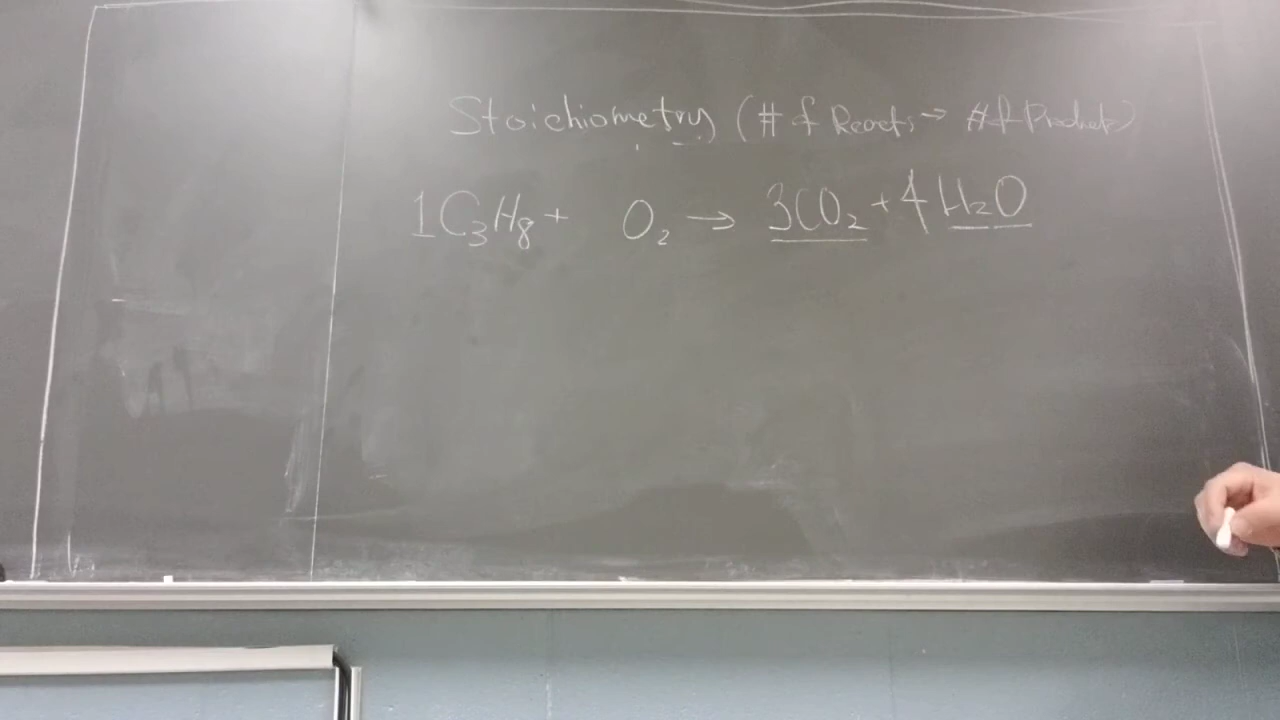 Stoichiometry (# of Reacts → # of Products)
1C₃H₈ + O₂ → 3CO₂ + 4H₂O